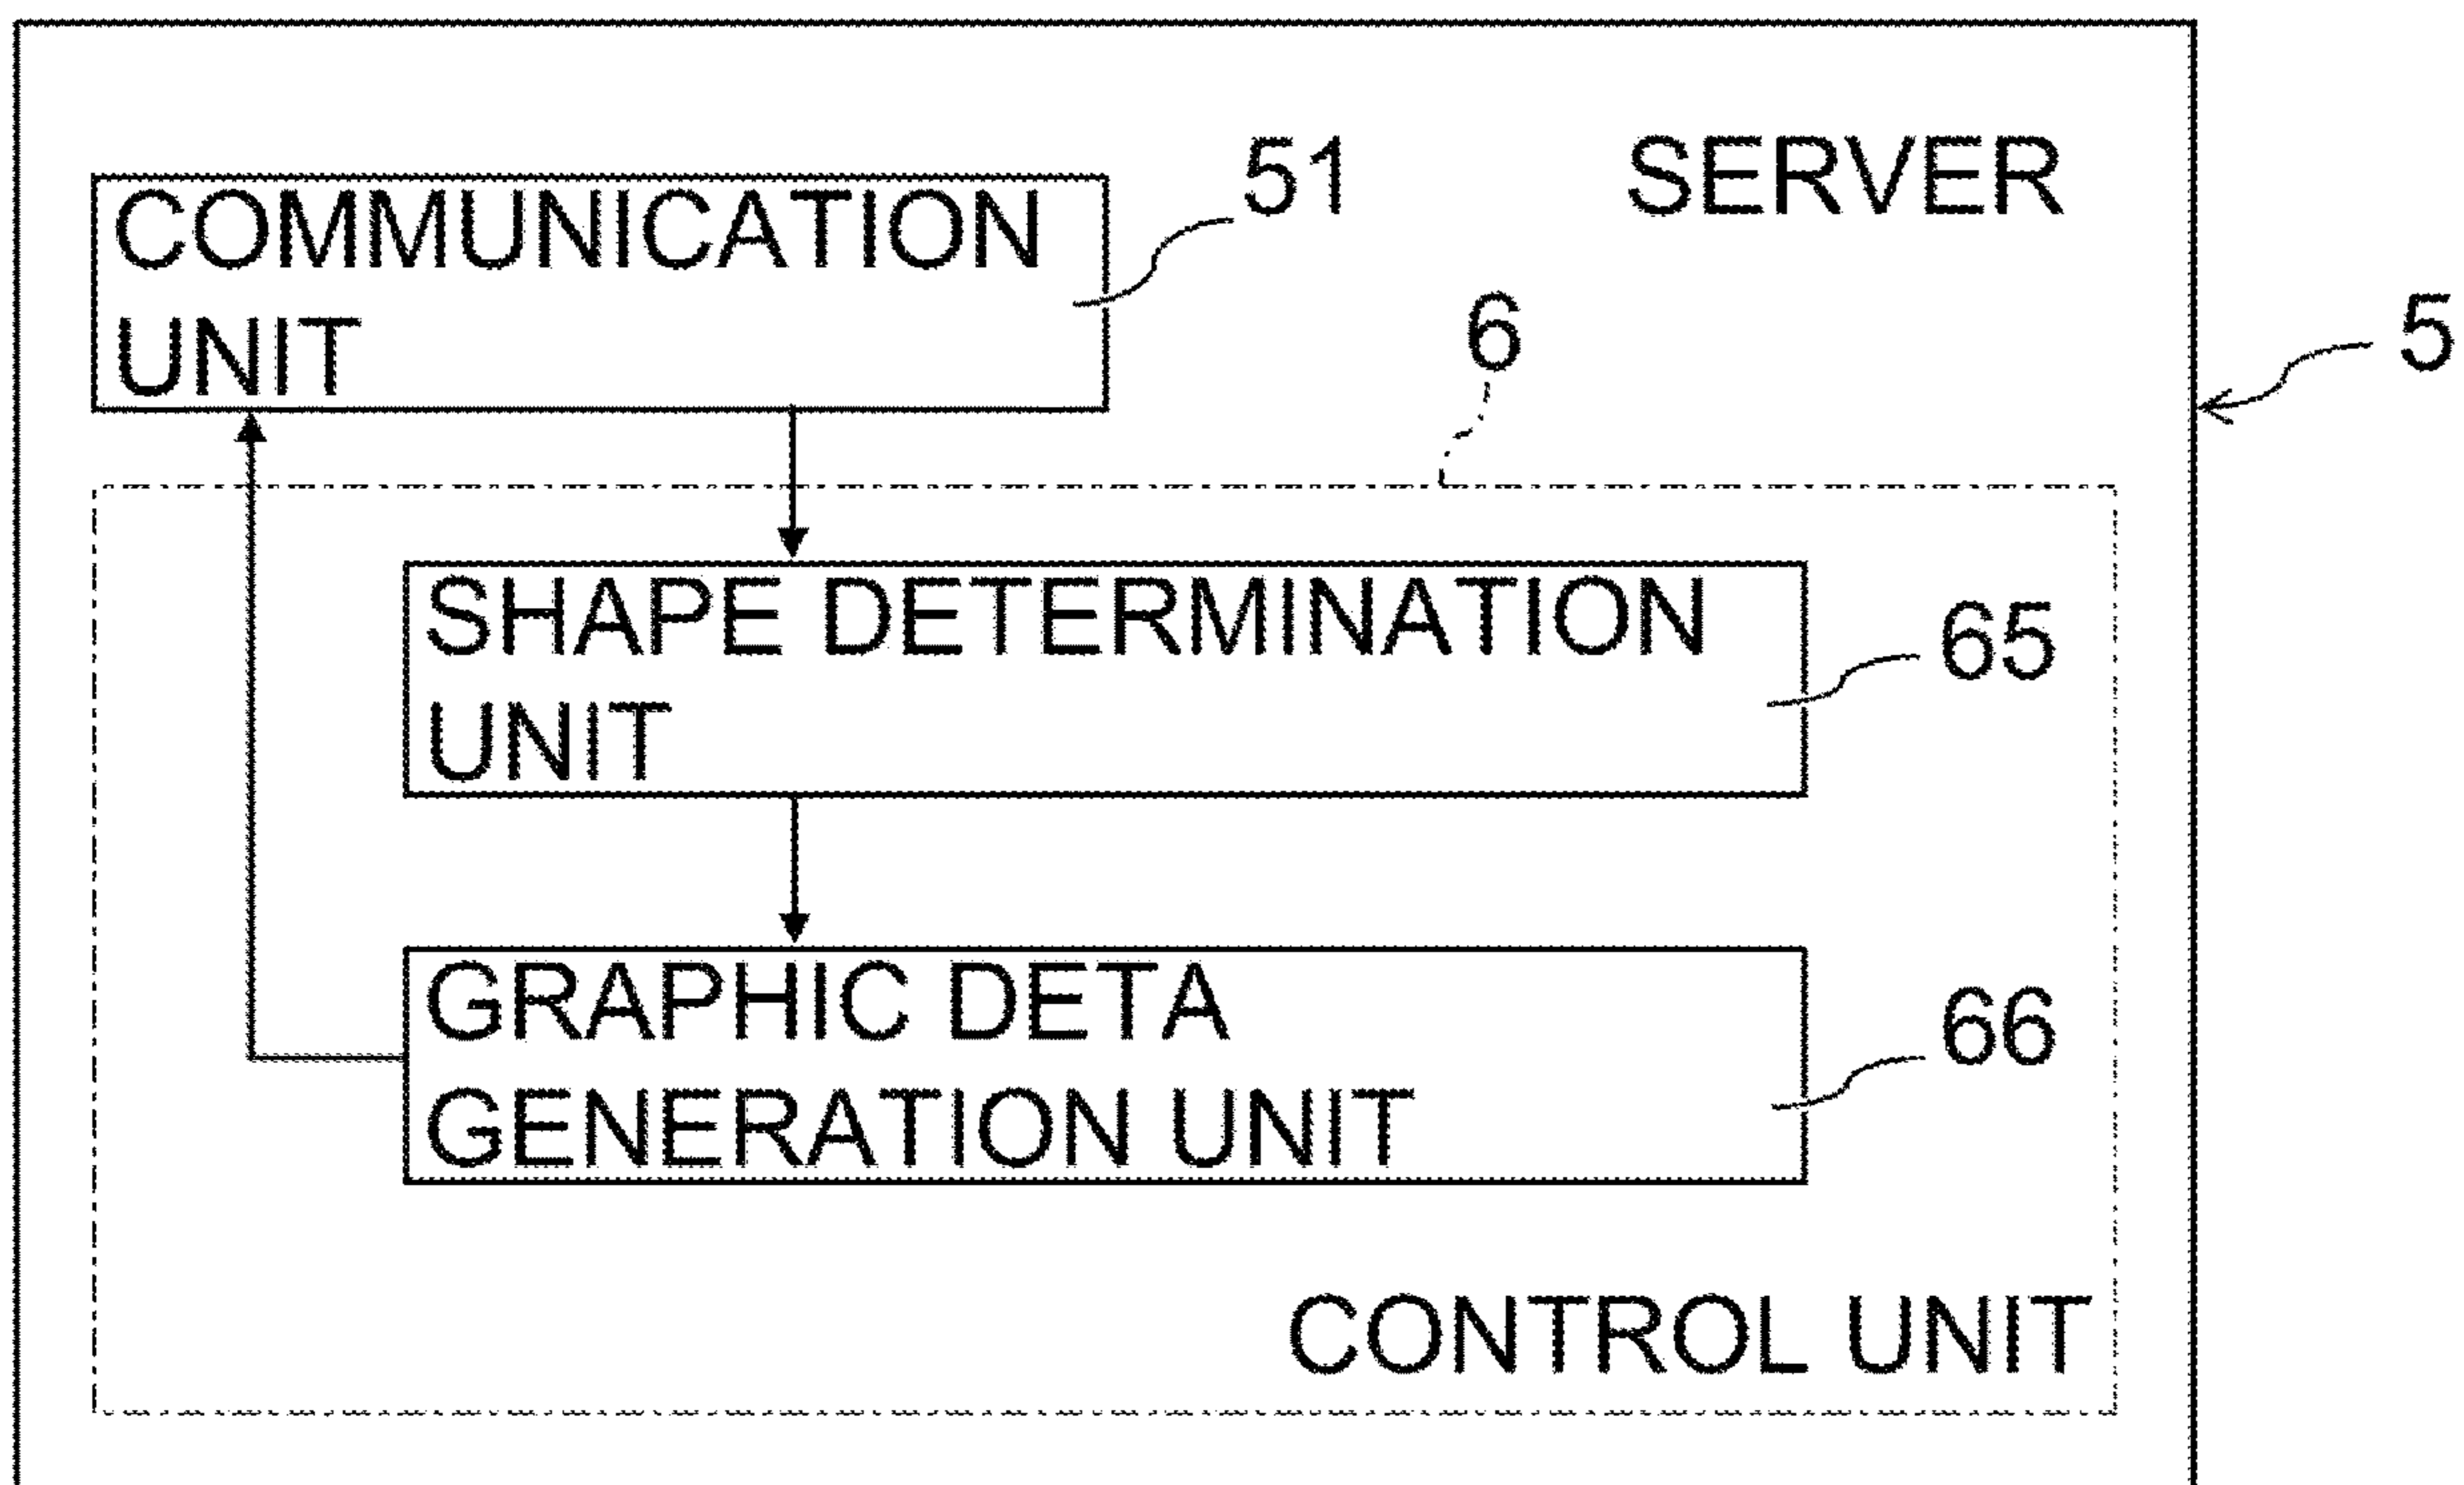 SERVER
51
COMMUNICATION
UNIT
6
5
SHAPE DETERMINATION
UNIT
65
GRAPHIC DETA
GENERATION UNIT
66
CONTROL UNIT